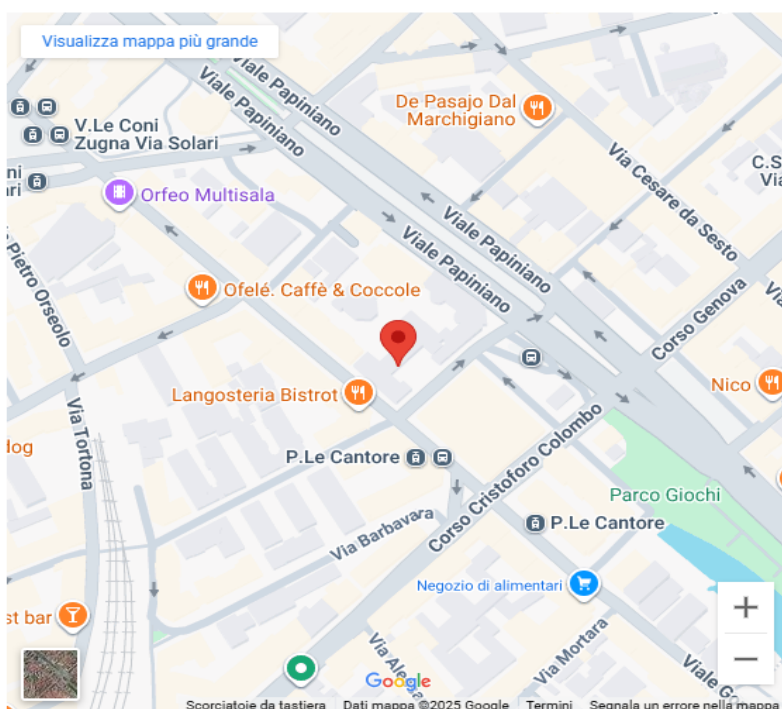 Visualizza mappa più grande
Viale Papiniano
Viale Papiniano
De Pasajo Dal
Marchigiano
V.Le Coni
Zugna Via Solari
Via Cesare da Sesto
C.S
Via
ni
ari
Orfeo Multisala
Viale Papiniano
Viale Papiniano
Pietro Orseolo
Ofelé. Caffè & Coccole
Corso Genova
Langosteria Bistrot
Nico
Via Tortona
dog
P.Le Cantore
Corso Cristoforo Colombo
Parco Giochi
Via Barbavara
P.Le Cantore
Negozio di alimentari
st bar
Via Mortara
Google
Scorciatoie da tastiera Dati mappa ©2025 Google Termini Segnala un errore nella mappa